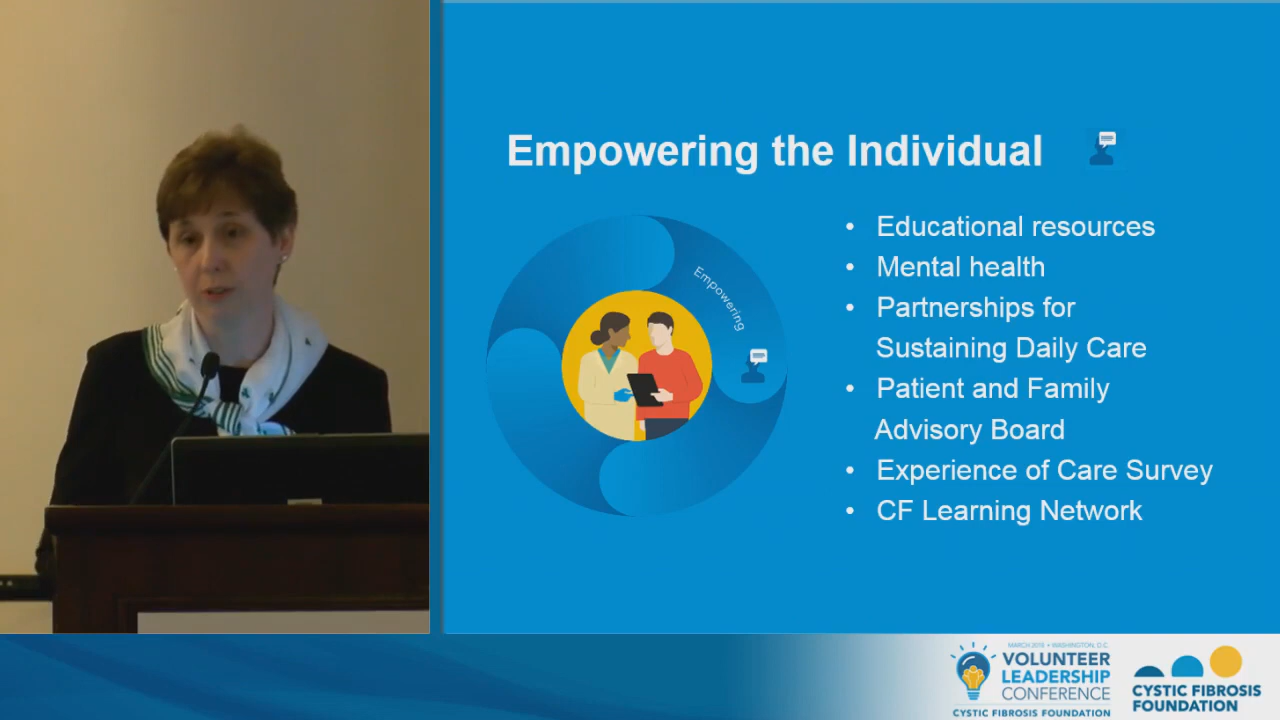 Empowering the Individual
Empowering
• Educational resources
• Mental health
• Partnerships for
Sustaining Daily Care
• Patient and Family
Advisory Board
• Experience of Care Survey
• CF Learning Network
VOLUNTEER
LEADERSHIP
CONFERENCE
CYSTIC FIBROSIS FOUNDATION
CYSTIC FIBROSIS
FOUNDATION